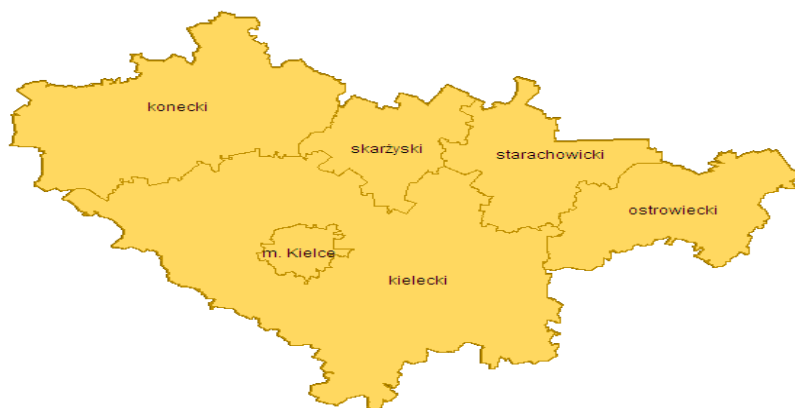 konecki
skarżyski
starachowicki
ostrowiecki
m. Kielce
kielecki